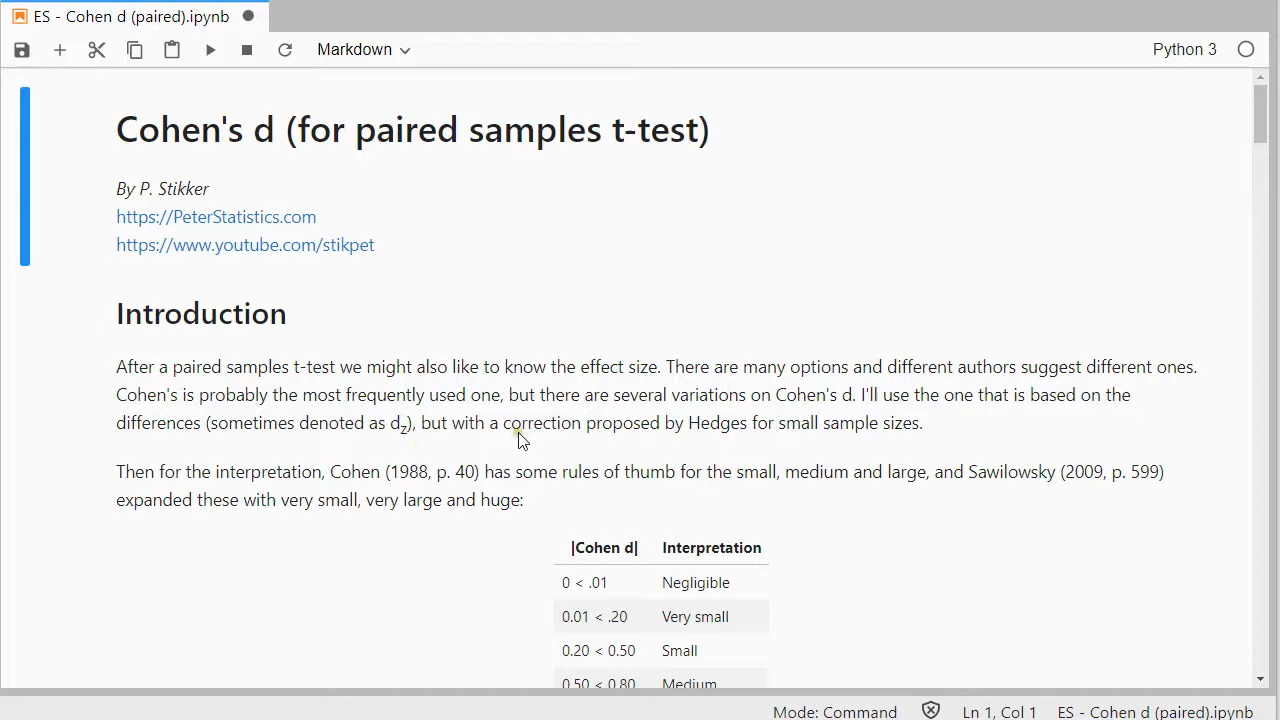 ES - Cohen d (paired).ipynb
Markdown
Python 3
Cohen's d (for paired samples t-test)
By P. Stikker
https://PeterStatistics.com
https://www.youtube.com/stikpet
Introduction
After a paired samples t-test we might also like to know the effect size. There are many options and different authors suggest different ones.
Cohen's is probably the most frequently used one, but there are several variations on Cohen's d. I'll use the one that is based on the
differences (sometimes denoted as dz), but with a correction proposed by Hedges for small sample sizes.
Then for the interpretation, Cohen (1988, p. 40) has some rules of thumb for the small, medium and large, and Sawilowsky (2009, p. 599)
expanded these with very small, very large and huge:
|Cohen d| Interpretation
0 < .01 Negligible
0.01 < .20 Very small
0.20 < 0.50 Small
0.50 < 0.80 Medium
Mode: Command Ln 1, Col 1 ES - Cohen d (paired).ipynb